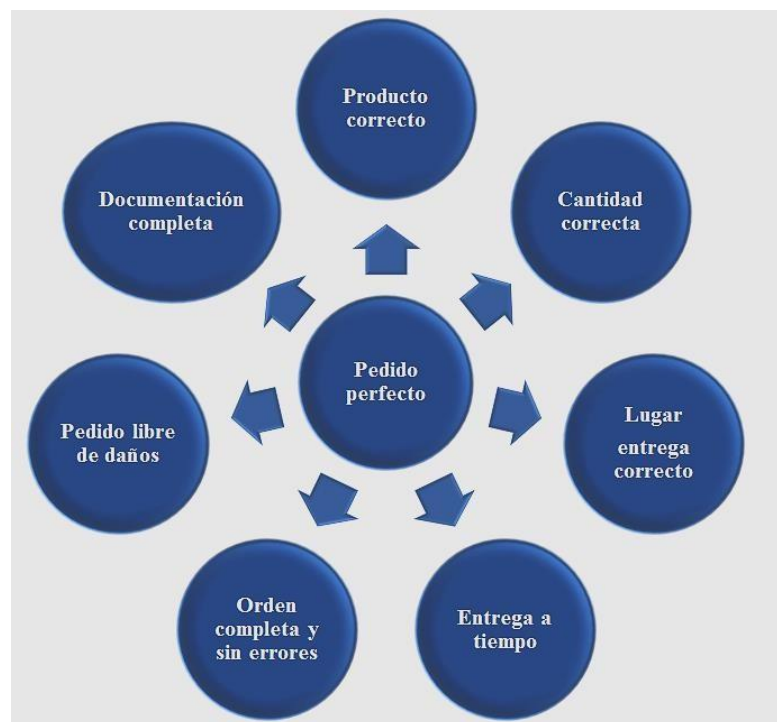 Producto
correcto
Cantidad
correcta
Lugar
entrega
correcto
Entrega a
tiempo
Orden
completa y
sin errores
Pedido libre
de daños
Documentación
completa
Pedido
perfecto